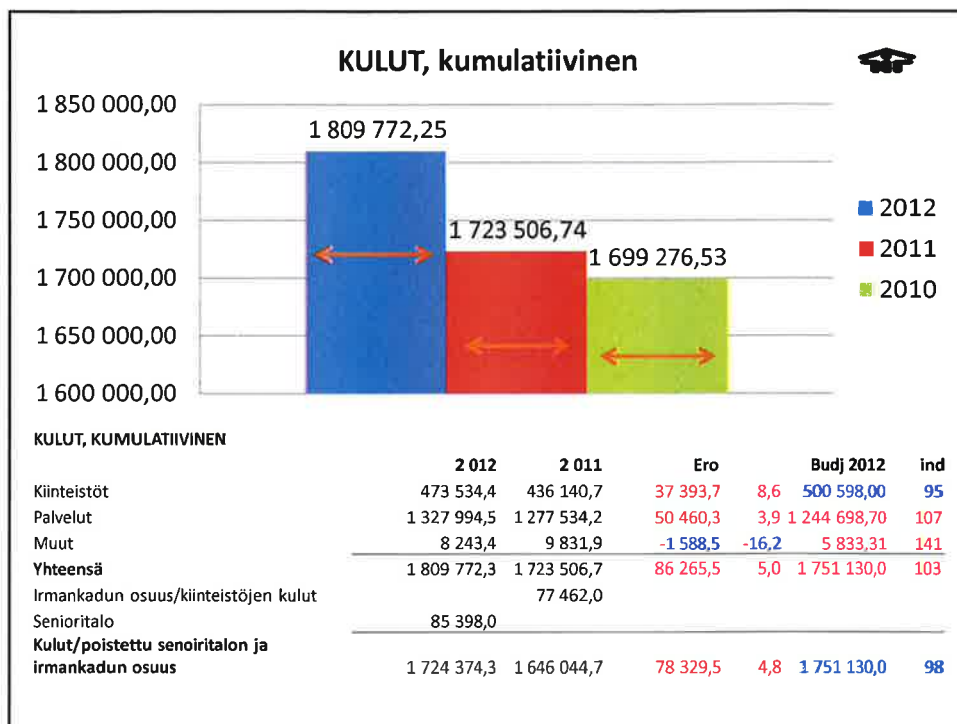 KULUT, kumulatiivinen
1 850 000,00
1 800 000,00
1 750 000,00
1 700 000,00
1 650 000,00
1 600 000,00
1 809 772,25
1 723 506,74
1 699 276,53
2012
2011
2010
KULUT, KUMULATIIVINEN
2 012 2 011 Ero Budj 2012 ind
Kiinteistöt 473 534,4 436 140,7 37 393,7 8,6 500 598,00 95
Palvelut 1 327 994,5 1 277 534,2 50 460,3 3,9 1 244 698,70 107
Muut 8 243,4 9 831,9 -1 588,5 -16,2 5 833,31 141
Yhteensä 1 809 772,3 1 723 506,7 86 265,5 5,0 1 751 130,0 103
Irmankadun osuus/kiinteistöjen kulut 77 462,0
Senioritalo 85 398,0
Kulut/poistettu senoiritalon ja
irmankadun osuus 1 724 374,3 1 646 044,7 78 329,5 4,8 1 751 130,0 98